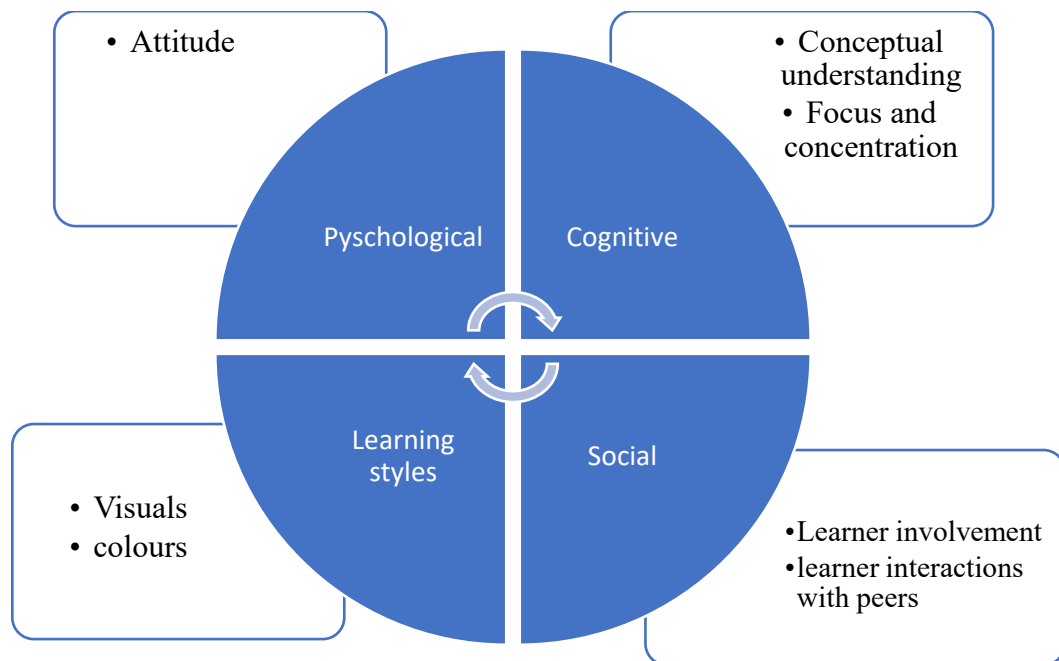 • Attitude
• Conceptual
understanding
• Focus and
concentration
Pyschological
Cognitive
Learning
styles
Social
• Visuals
• colours
•Learner involvement
•learner interactions
with peers